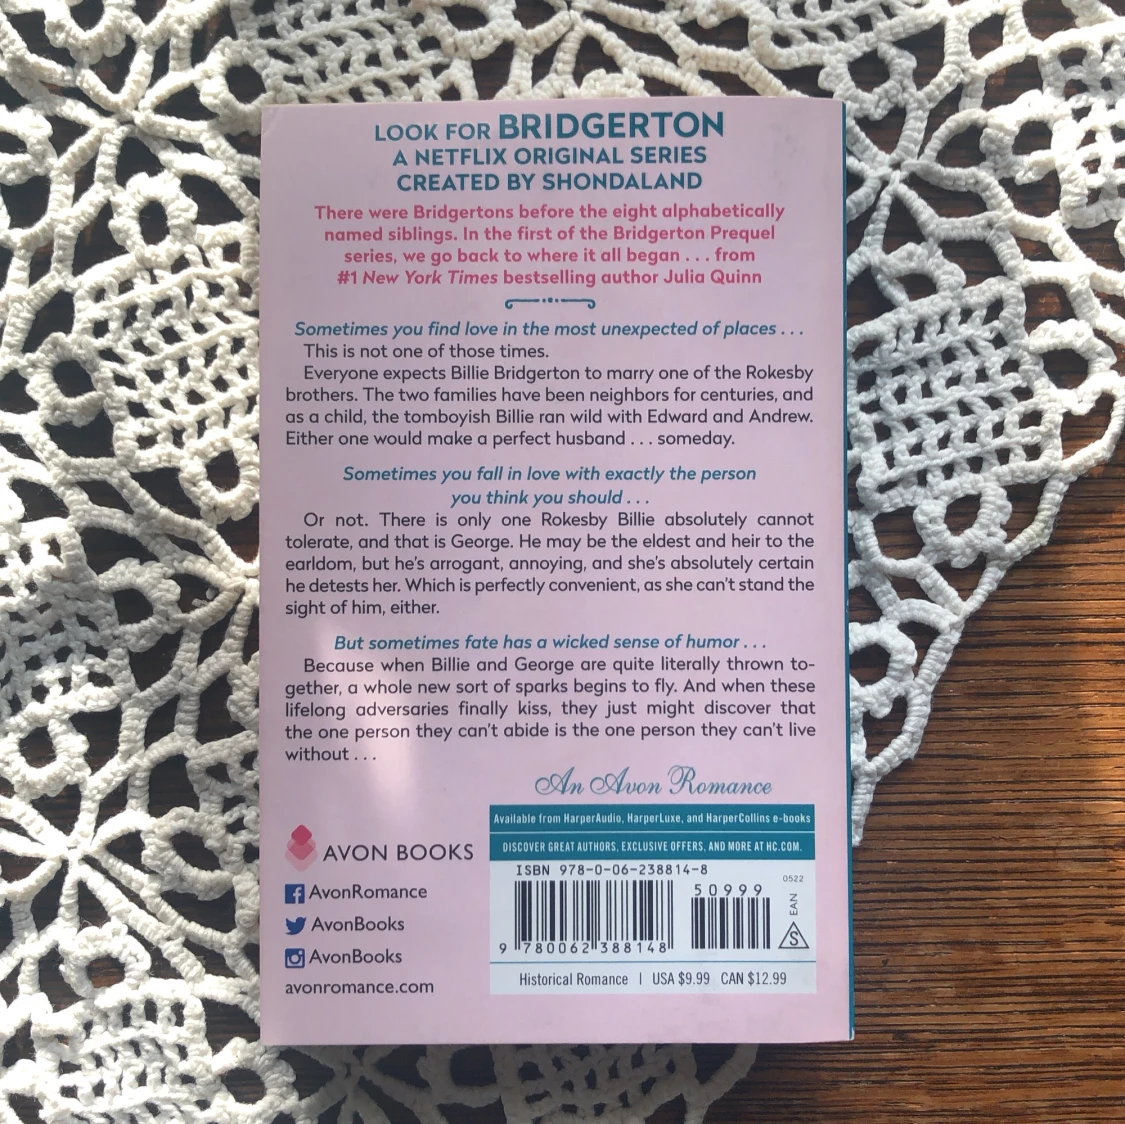 LOOK FOR BRIDGERTON
A NETFLIX ORIGINAL SERIES
CREATED BY SHONDALAND
There were Bridgertons before the eight alphabetically
named siblings. In the first of the Bridgerton Prequel
series, we go back to where it all began . . . from
#1 New York Times bestselling author Julia Quinn
Sometimes you find love in the most unexpected of places . . .
This is not one of those times.
Everyone expects Billie Bridgerton to marry one of the Rokesby
brothers. The two families have been neighbors for centuries, and
as a child, the tomboyish Billie ran wild with Edward and Andrew.
Either one would make a perfect husband . . . someday.
Sometimes you fall in love with exactly the person
you think you should . . .
Or not. There is only one Rokesby Billie absolutely cannot
tolerate, and that is George. He may be the eldest and heir to the
earldom, but he's arrogant, annoying, and she's absolutely certain
he detests her. Which is perfectly convenient, as she can't stand the
sight of him, either.
But sometimes fate has a wicked sense of humor . . .
Because when Billie and George are quite literally thrown to-
gether, a whole new sort of sparks begins to fly. And when these
lifelong adversaries finally kiss, they just might discover that
the one person they can't abide is the one person they can't live
without . . .
An Avon Romance
Available from HarperAudio, HarperLuxe, and HarperCollins e-books
DISCOVER GREAT AUTHORS, EXCLUSIVE OFFERS, AND MORE AT HC.COM.
AVON BOOKS
AvonRomance
AvonBooks
AvonBooks
avonromance.com
ISBN 978-0-06-238814-8
50999
0522
EAN
S
9 780062 388148
Historical Romance | USA $9.99 CAN $12.99